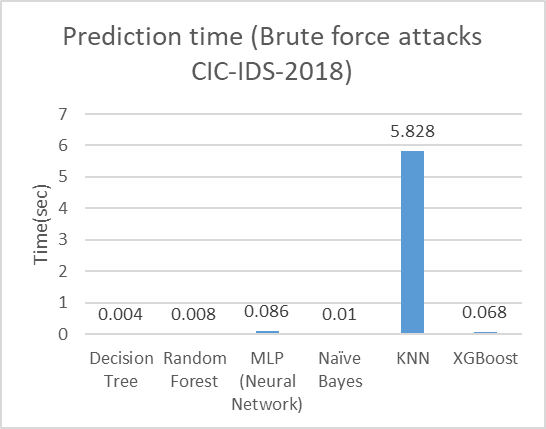 Prediction time (Brute force attacks
CIC-IDS-2018)
Time(sec)
7
6
5
4
3
2
1
0
0.004
0.008
0.086
0.01
5.828
0.068
Decision
Tree
Random
Forest
MLP
(Neural
Network)
Naïve
Bayes
KNN
XGBoost